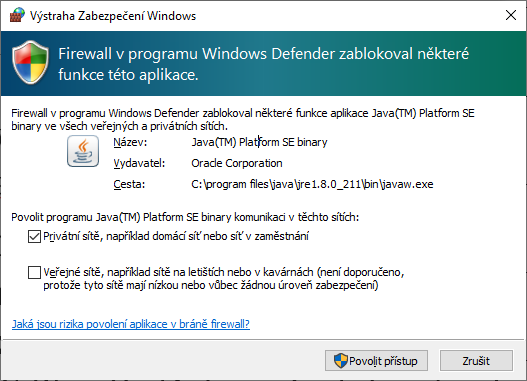 Výstraha Zabezpečení Windows
Firewall v programu Windows Defender zablokoval některé
funkce této aplikace.
Firewall v programu Windows Defender zablokoval některé funkce aplikace Java(TM) Platform SE
binary ve všech veřejných a privátních sítích.
Název: Java(TM) Platform SE binary
Vydavatel: Oracle Corporation
Cesta: C:\program files\java\jre1.8.0_211\bin\javaw.exe
Povolit programu Java(TM) Platform SE binary komunikaci v těchto sítích:
Privátní sítě, například domácí síť nebo síť v zaměstnání
Veřejné sítě, například sítě na letištích nebo v kavárnách (není doporučeno,
protože tyto sítě mají nízkou nebo vůbec žádnou úroveň zabezpečení)
Jaká jsou rizika povolení aplikace v bráně firewall?
Povolit přístup
Zrušit